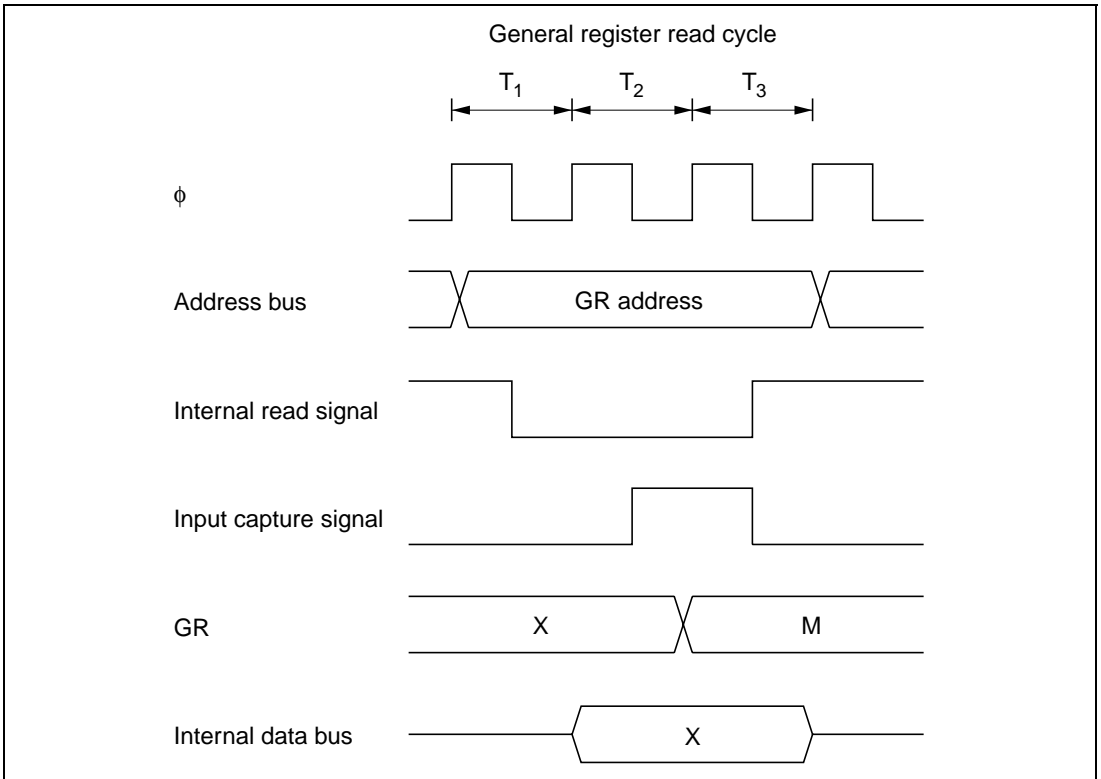 General register read cycle
T1 T2 T3
ϕ
Address bus
GR address
Internal read signal
Input capture signal
GR
X
M
Internal data bus
X